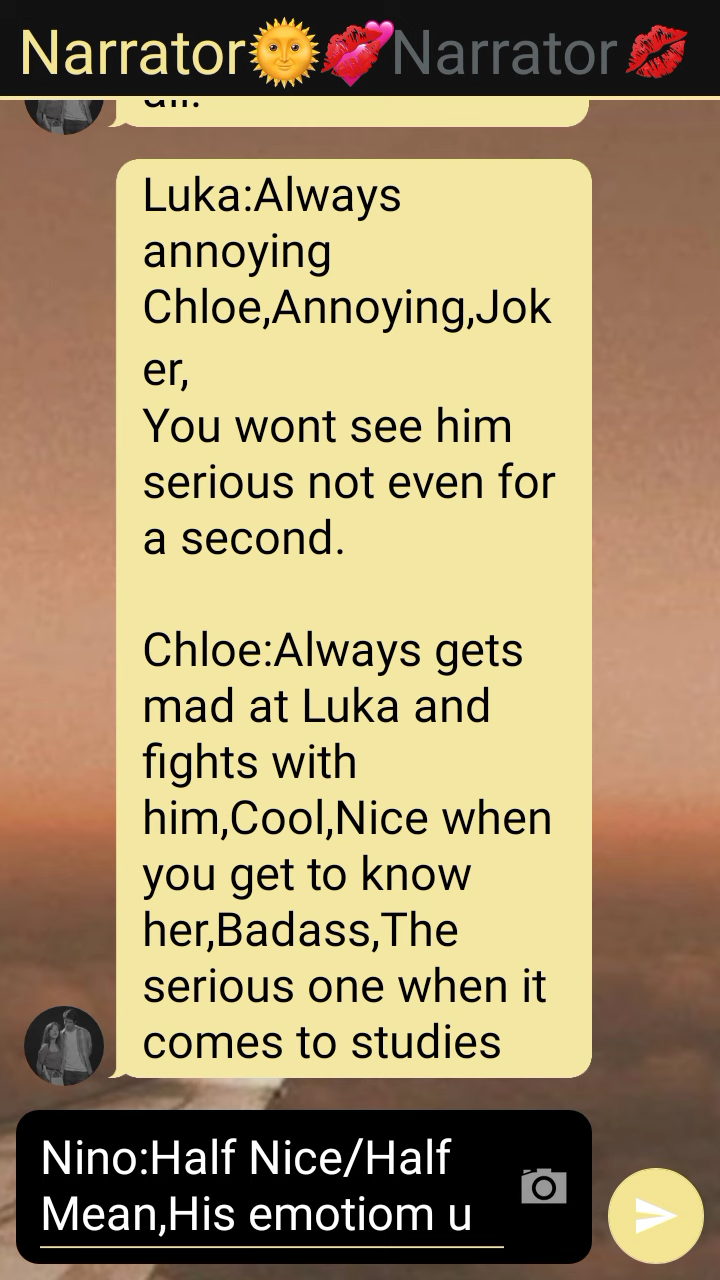 Narrator🌞💋💕Narrator💋
all.
Luka:Always
annoying
Chloe,Annoying,Jok
er,
You wont see him
serious not even for
a second.
Chloe:Always gets
mad at Luka and
fights with
him,Cool,Nice when
you get to know
her,Badass,The
serious one when it
comes to studies
Nino:Half Nice/Half
Mean,His emotiom u